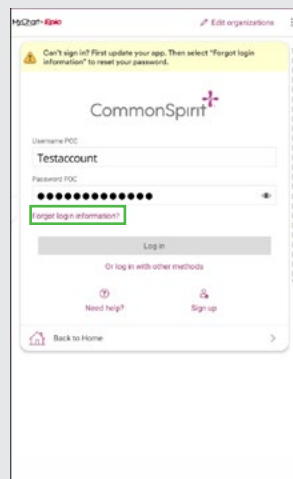 MyChart by Epic
Edit organizations
Can't sign in? First update your app. Then select "Forgot login
information" to reset your password.
CommonSpirit
Username POC
Testaccount
Password POC
Forgot login information?
Log in
Or log in with other methods
Need help?
Sign up
Back to Home